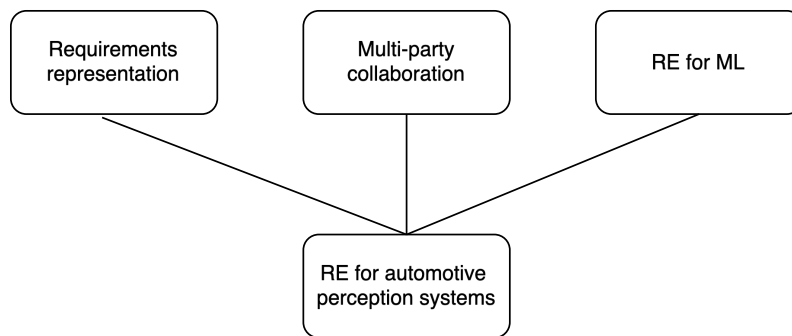 Requirements
representation
Multi-party
collaboration
RE for ML
RE for automotive
perception systems